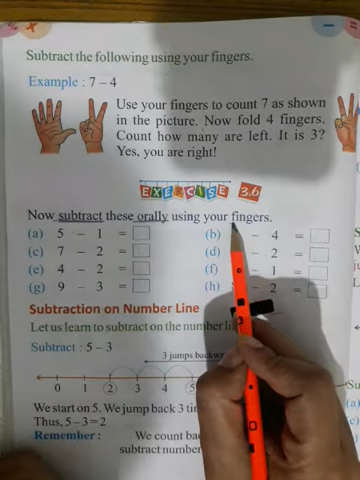 Subtract the following using your fingers.
Example : 7 – 4
Use your fingers to count 7 as shown
in the picture. Now fold 4 fingers.
Count how many are left. It is 3?
Yes, you are right!
EXERCISE 3.6
Now subtract these orally using your fingers.
(a) 5 – 1 = (b) – 4 =
(c) 7 – 2 = (d) – 2 =
(e) 4 – 2 = (f) – 1 =
(g) 9 – 3 = (h) – 2 =
Subtraction on Number Line
Let us learn to subtract on the number
Subtract : 5 – 3
3 jumps
0 1 2 3 4 5
We start on 5. We jump back 3
Thus, 5 – 3 = 2
Remember : We count
subtract